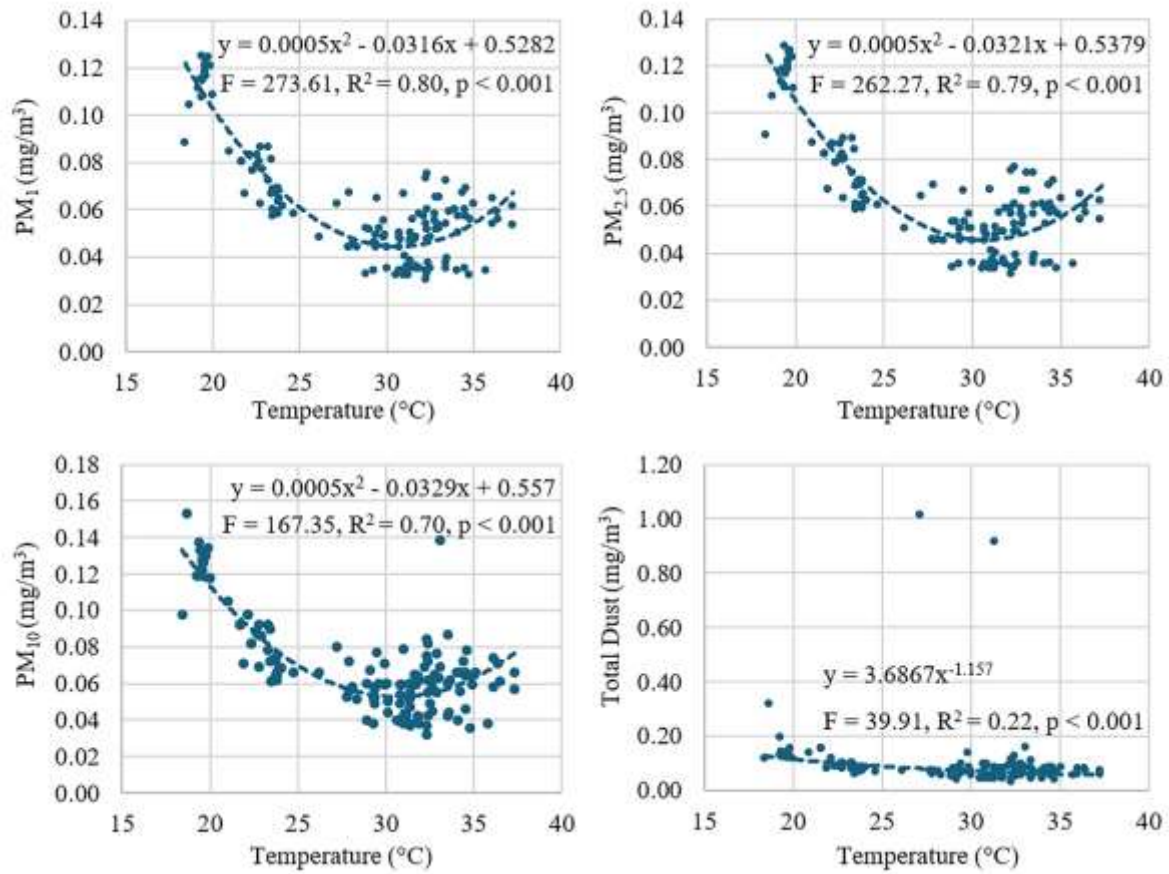 0.14
y = 0.0005x² - 0.0316x + 0.5282
0.12
F = 273.61, R² = 0.80, p < 0.001
0.10
0.08
0.06
0.04
0.02
0.00
PM₁ (mg/m³)
15 20 25 30 35 40
Temperature (°C)
0.14
y = 0.0005x² - 0.0321x + 0.5379
0.12
F = 262.27, R² = 0.79, p < 0.001
0.10
0.08
0.06
0.04
0.02
0.00
PM₂.₅ (mg/m³)
15 20 25 30 35 40
Temperature (°C)
0.18
y = 0.0005x² - 0.0329x + 0.557
0.16
F = 167.35, R² = 0.70, p < 0.001
0.14
0.12
0.10
0.08
0.06
0.04
0.02
0.00
PM₁₀ (mg/m³)
15 20 25 30 35 40
Temperature (°C)
1.20
1.00
0.80
0.60
0.40
y = 3.6867x⁻¹·¹⁵⁷
F = 39.91, R² = 0.22, p < 0.001
0.20
0.00
Total Dust (mg/m³)
15 20 25 30 35 40
Temperature (°C)